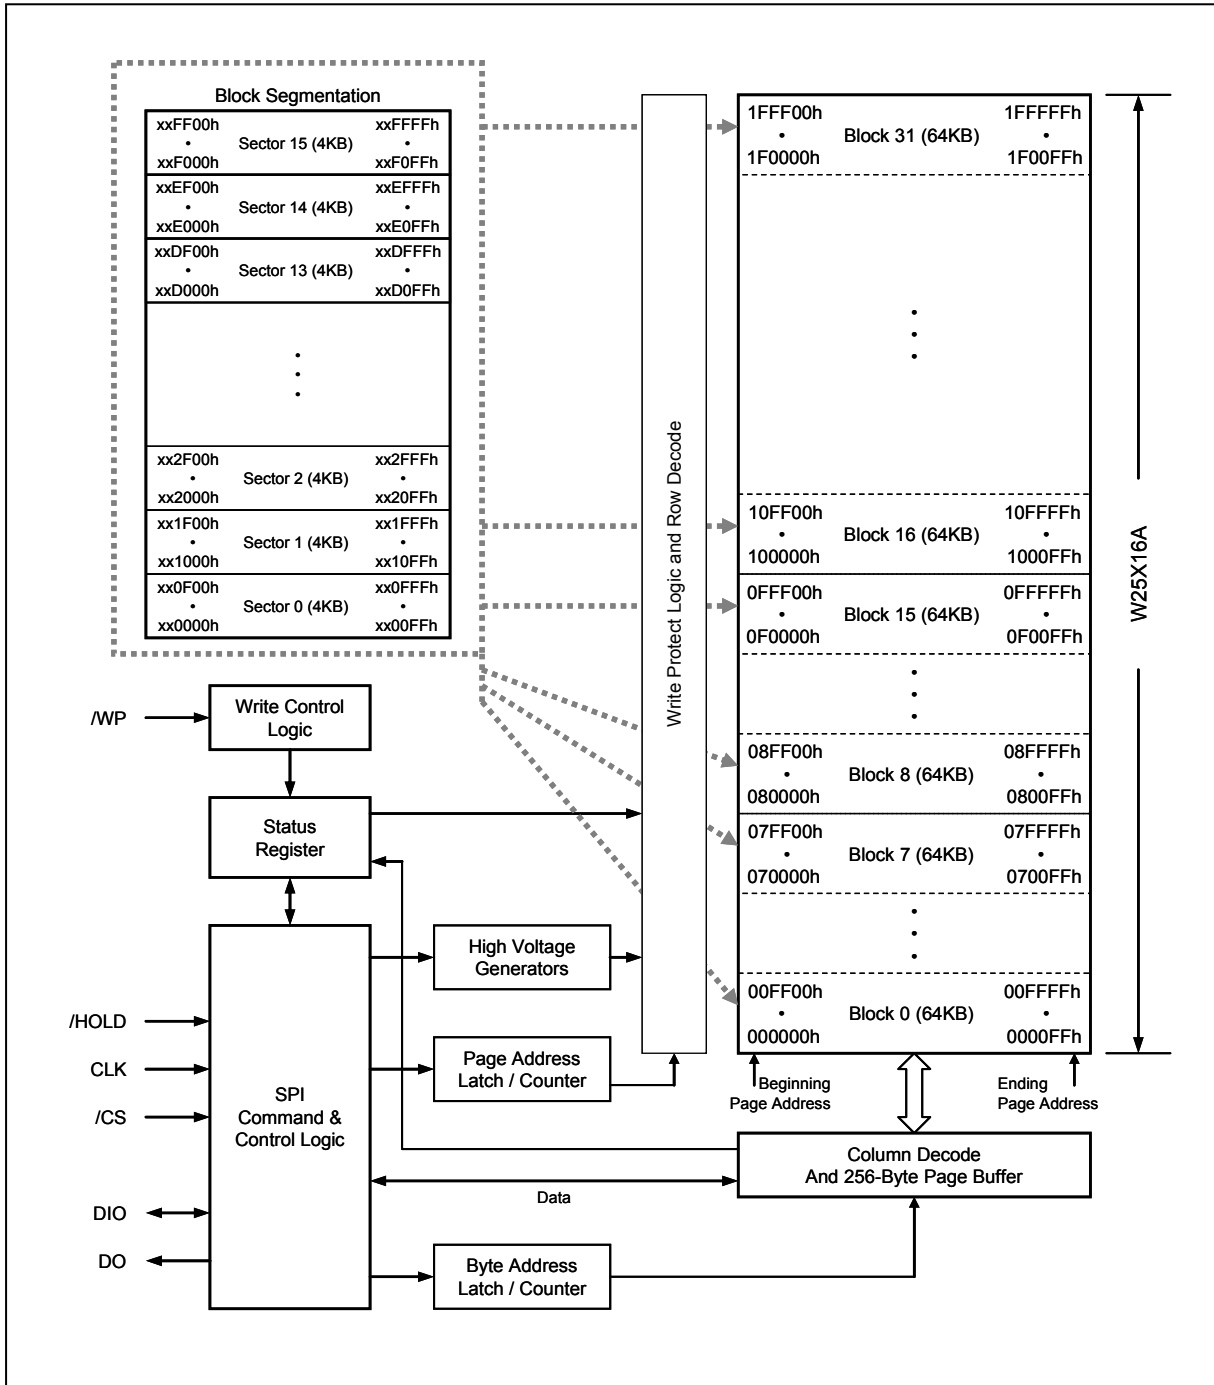 Block Segmentation
xxFF00h xxFFFFh
• Sector 15 (4KB) •
xxF000h xxF0FFh
xxEF00h xxEFFFh
• Sector 14 (4KB) •
xxE000h xxE0FFh
xxDF00h xxDFFFh
• Sector 13 (4KB) •
xxD000h xxD0FFh
xx2F00h xx2FFFh
• Sector 2 (4KB) •
xx2000h xx20FFh
xx1F00h xx1FFFh
• Sector 1 (4KB) •
xx1000h xx10FFh
xx0F00h xx0FFFh
• Sector 0 (4KB) •
xx0000h xx00FFh
Write Protect Logic and Row Decode
1FFF00h 1FFFFFh
• Block 31 (64KB) •
1F0000h 1F00FFh
10FF00h 10FFFFh
• Block 16 (64KB) •
100000h 1000FFh
0FFF00h 0FFFFFh
• Block 15 (64KB) •
0F0000h 0F00FFh
08FF00h 08FFFFh
• Block 8 (64KB) •
080000h 0800FFh
07FF00h 07FFFFh
• Block 7 (64KB) •
070000h 0700FFh
00FF00h 00FFFFh
• Block 0 (64KB) •
000000h 0000FFh
W25X16A
Beginning
Page Address
Ending
Page Address
/WP
Write Control
Logic
Status
Register
High Voltage
Generators
/HOLD
CLK
/CS
DIO
DO
SPI
Command &
Control Logic
Page Address
Latch / Counter
Column Decode
And 256-Byte Page Buffer
Data
Byte Address
Latch / Counter